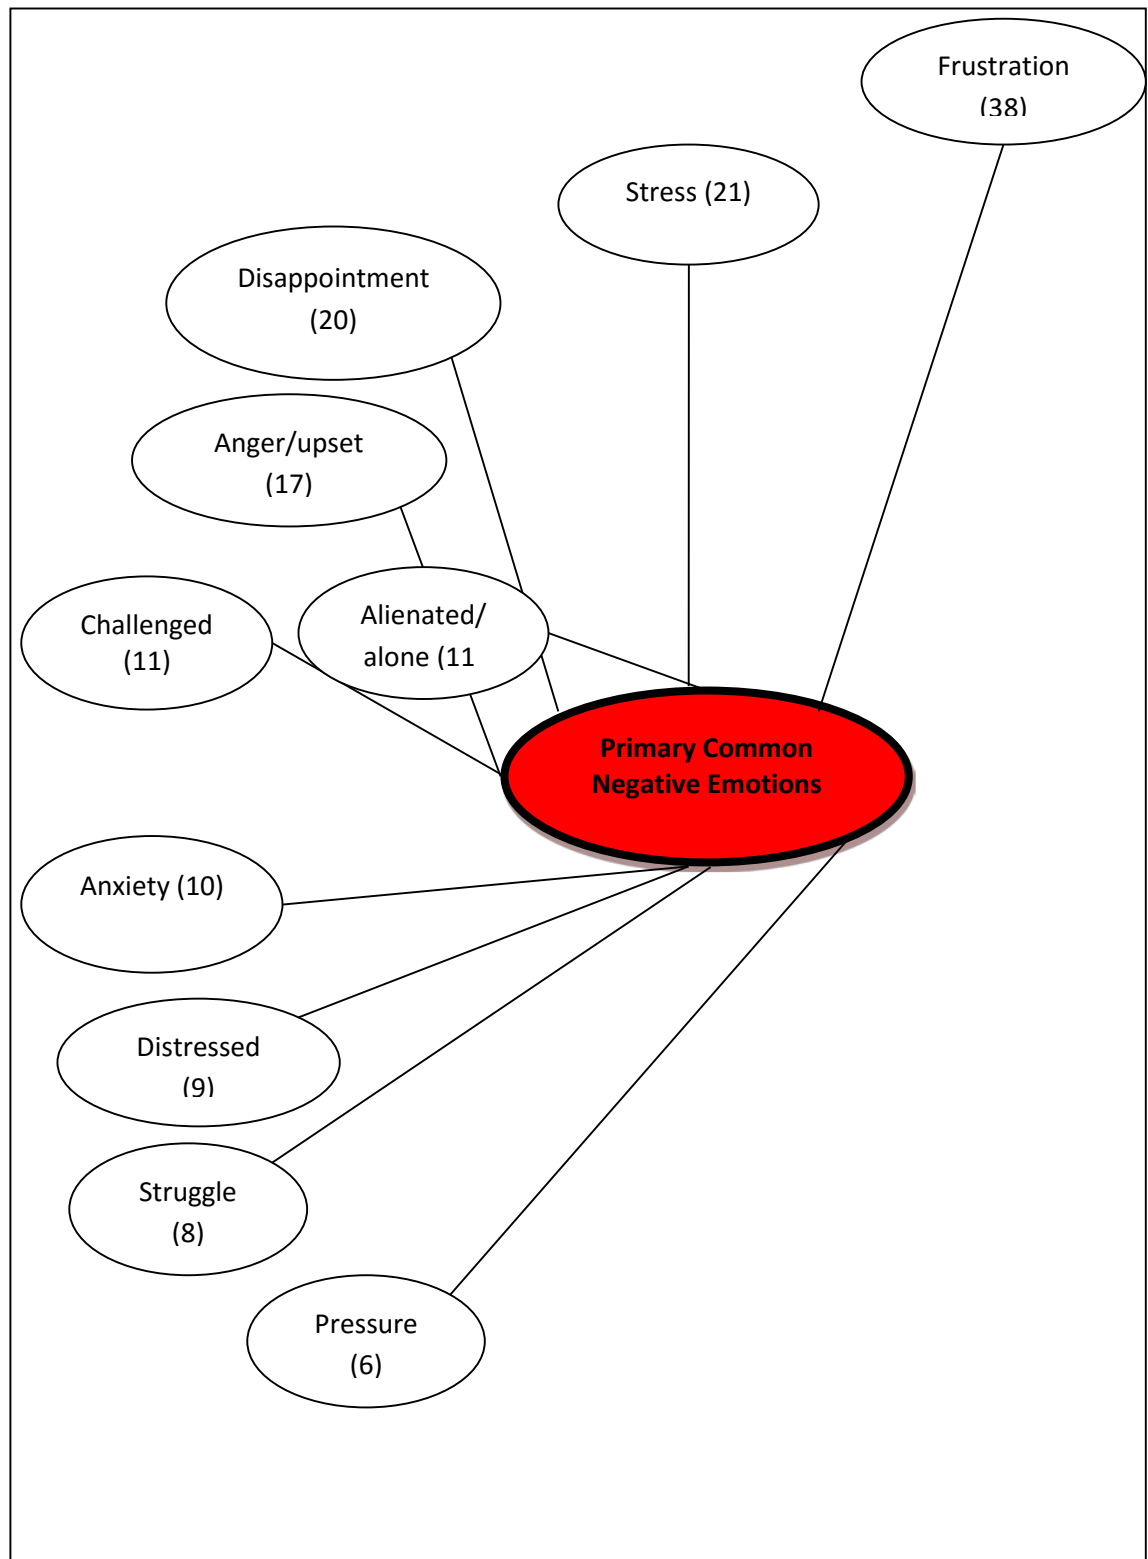 Frustration
(38)
Stress (21)
Disappointment
(20)
Anger/upset
(17)
Alienated/
alone (11
Challenged
(11)
Primary Common
Negative Emotions
Anxiety (10)
Distressed
(9)
Struggle
(8)
Pressure
(6)